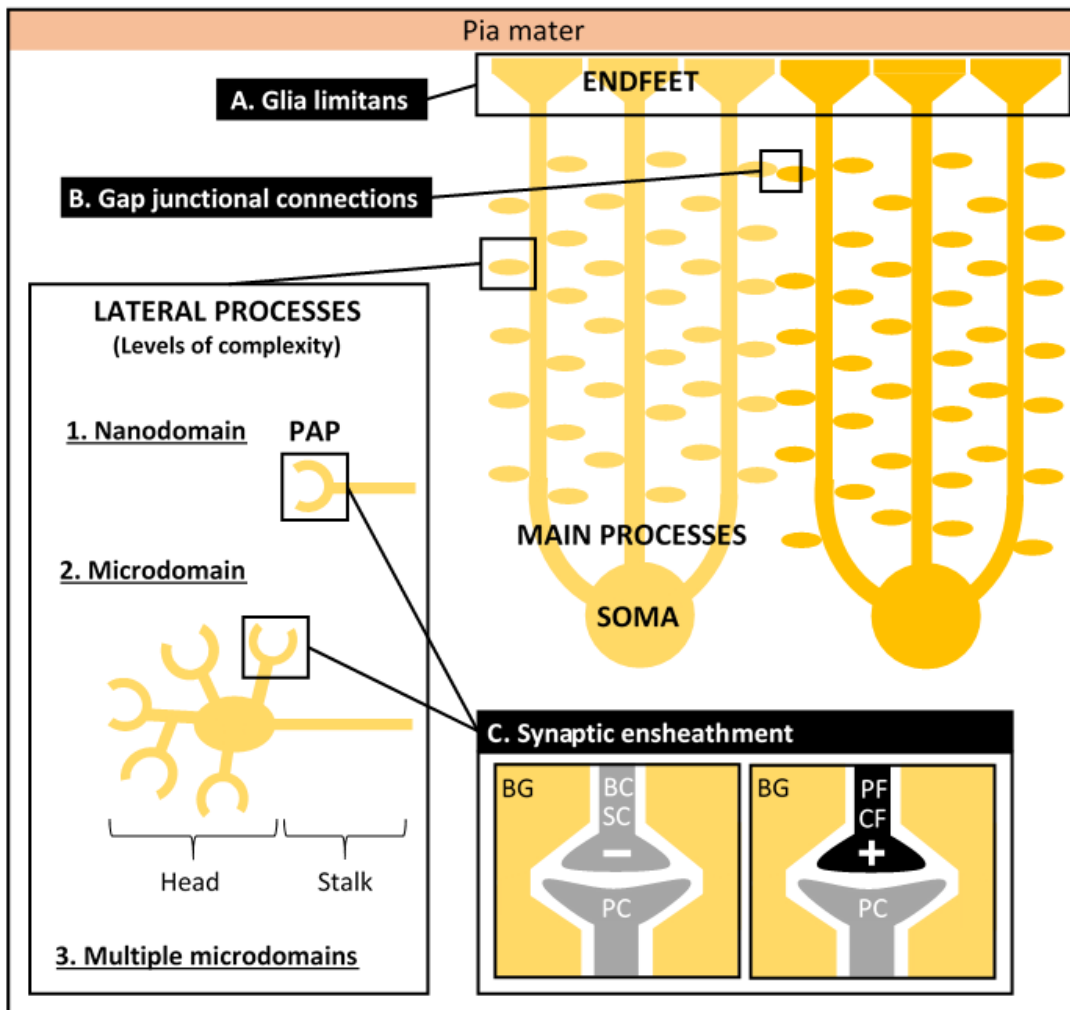 Pia mater
ENDFEET
A. Glia limitans
B. Gap junctional connections
LATERAL PROCESSES
(Levels of complexity)
1. Nanodomain
PAP
MAIN PROCESSES
2. Microdomain
SOMA
Head
Stalk
3. Multiple microdomains
C. Synaptic ensheathment
BG
BC
SC
−
PC
BG
PF
CF
+
PC